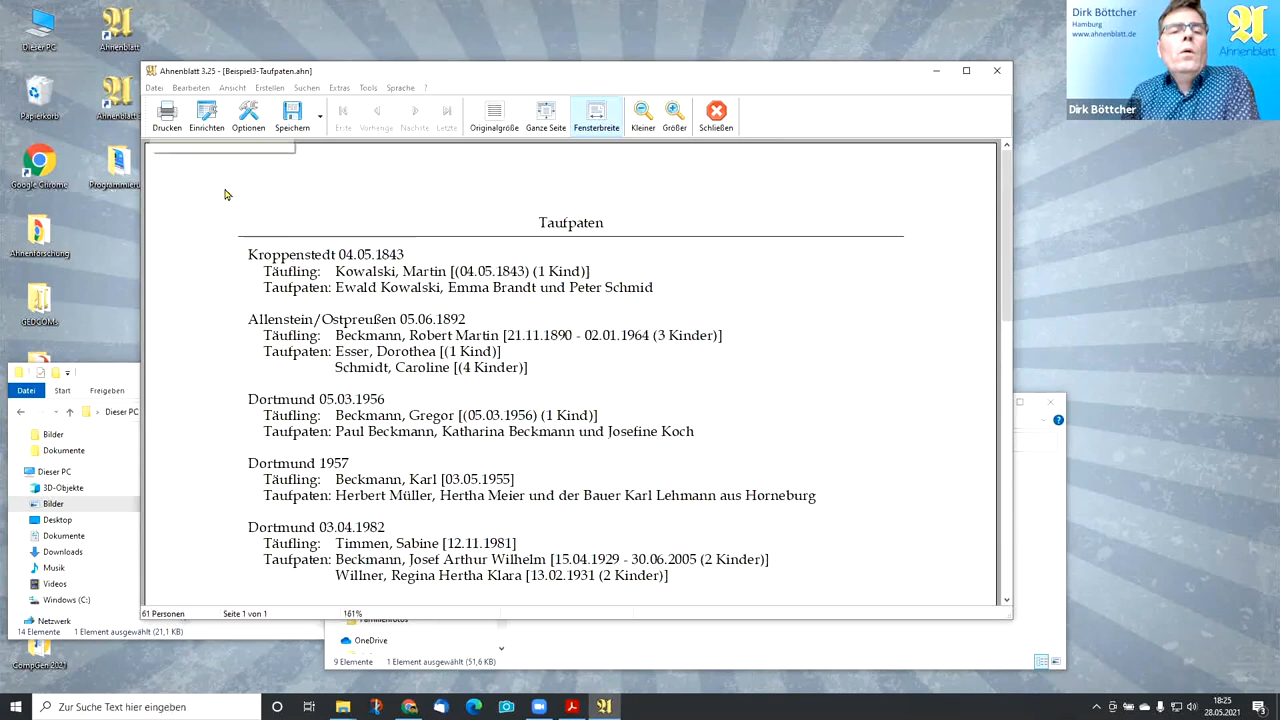 Dieser PC
Ahnenblatt
Papierkorb
Google Chrome
Ahnenforschung
GEDCOMs
CompGen 2021
Ahnenblatt 3.25 - [Beispiel3-Taufpaten.ahn]
Datei Bearbeiten Ansicht Erstellen Suchen Extras Tools Sprache ?
Drucken Einrichten Optionen Speichern Erste Vorherige Nächste Letzte Originalgröße Ganze Seite Fensterbreite Kleiner Größer Schließen
Taufpaten
Kroppenstedt 04.05.1843
Täufling: Kowalski, Martin [(04.05.1843) (1 Kind)]
Taufpaten: Ewald Kowalski, Emma Brandt und Peter Schmid
Allenstein/Ostpreußen 05.06.1892
Täufling: Beckmann, Robert Martin [21.11.1890 - 02.01.1964 (3 Kinder)]
Taufpaten: Esser, Dorothea [(1 Kind)]
Schmidt, Caroline [(4 Kinder)]
Dortmund 05.03.1956
Täufling: Beckmann, Gregor [(05.03.1956) (1 Kind)]
Taufpaten: Paul Beckmann, Katharina Beckmann und Josefine Koch
Dortmund 1957
Täufling: Beckmann, Karl [03.05.1955]
Taufpaten: Herbert Müller, Hertha Meier und der Bauer Karl Lehmann aus Horneburg
Dortmund 03.04.1982
Täufling: Timmen, Sabine [12.11.1981]
Taufpaten: Beckmann, Josef Arthur Wilhelm [15.04.1929 - 30.06.2005 (2 Kinder)]
Willner, Regina Hertha Klara [13.02.1931 (2 Kinder)]
61 Personen Seite 1 von 1 161%
Datei Start Freigeben
Dieser PC
Bilder
Dokumente
Dieser PC
3D-Objekte
Bilder
Desktop
Dokumente
Downloads
Musik
Videos
Windows (C:)
Netzwerk
14 Elemente 1 Element ausgewählt (21,1 KB)
Familienfotos
OneDrive
9 Elemente 1 Element ausgewählt (51,6 KB)
Dirk Böttcher
Hamburg
www.ahnenblatt.de
Ahnenblatt
Dirk Böttcher
Zur Suche Text hier eingeben
18:25
28.05.2021